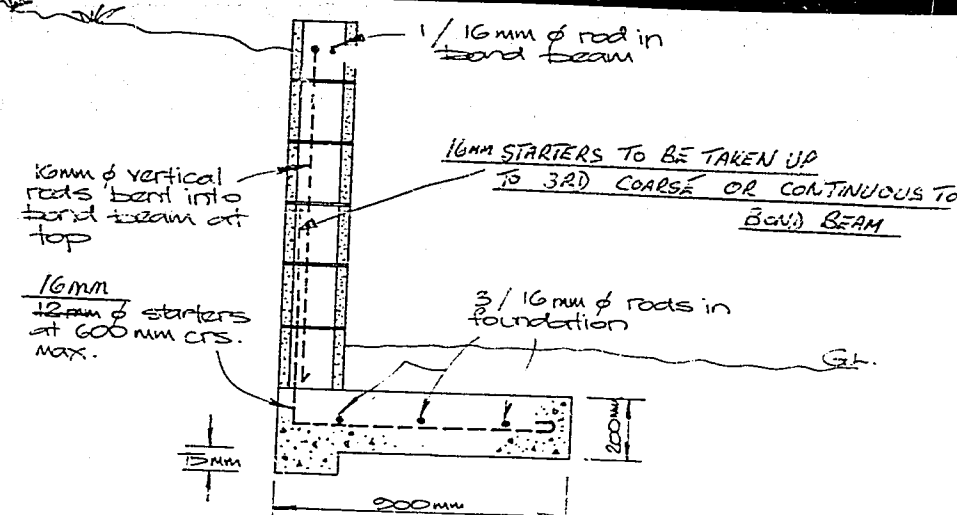 1/16mm ϕ rod in
bond beam
16mm STARTERS TO BE TAKEN UP
TO 3RD COARSE OR CONTINUOUS TO
BOND BEAM
16mm ϕ vertical
rods bent into
bond beam at
top
16mm
12mm ϕ starters
at 600mm crs.
max.
3/16mm ϕ rods in
foundation
G.L.
200mm
900mm